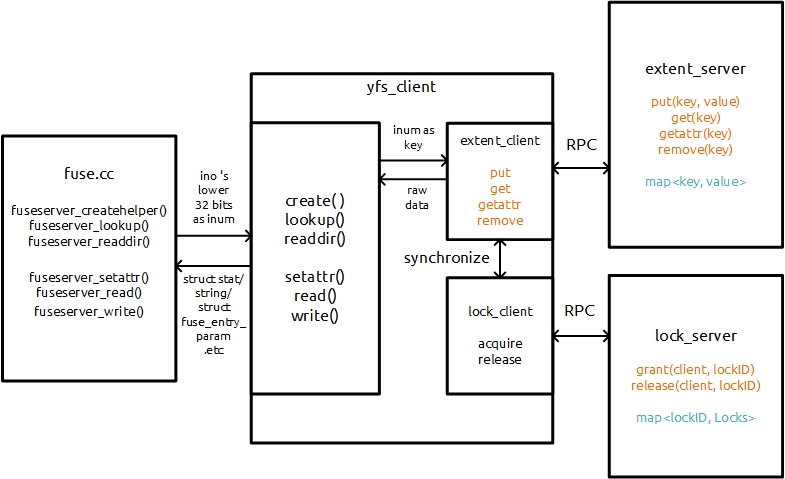 fuse.cc
fuseserver_createhelper()
fuseserver_lookup()
fuseserver_readdir()
fuseserver_setattr()
fuseserver_read()
fuseserver_write()
ino 's
lower
32 bits
as inum
struct stat/
string/
struct
fuse_entry_
param
.etc
yfs_client
create( )
lookup()
readdir()
setattr()
read()
write()
inum as
key
raw
data
extent_client
put
get
getattr
remove
synchronize
lock_client
acquire
release
RPC
RPC
extent_server
put(key, value)
get(key)
getattr(key)
remove(key)
map<key, value>
lock_server
grant(client, lockID)
release(client, lockID)
map<lockID, Locks>